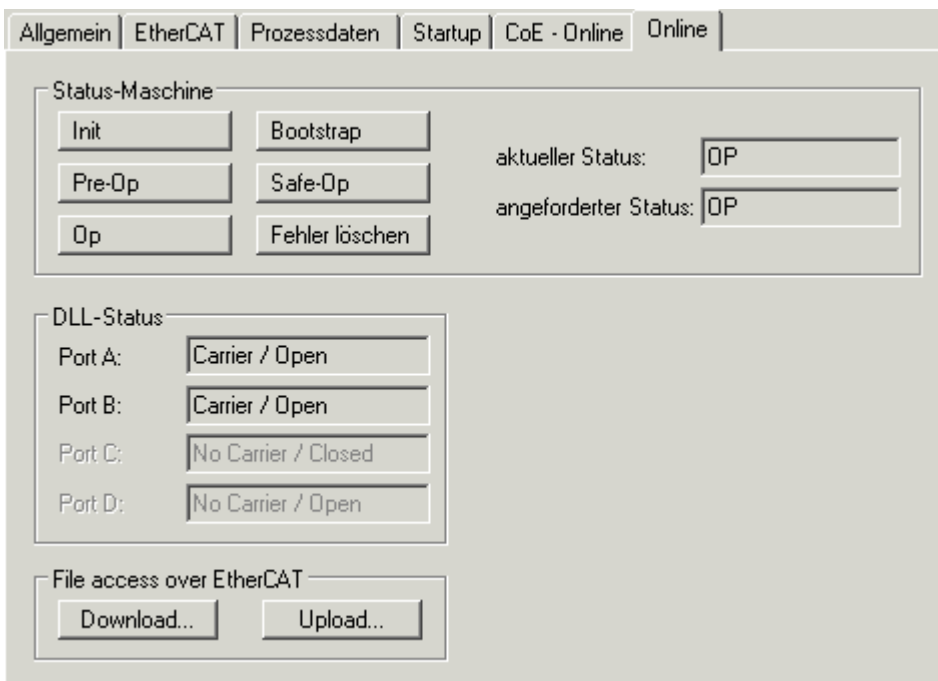 Allgemein EtherCAT Prozessdaten Startup CoE - Online Online
Status-Maschine
Init Bootstrap
aktueller Status: OP
Pre-Op Safe-Op
angeforderter Status: OP
Op Fehler löschen
DLL-Status
Port A: Carrier / Open
Port B: Carrier / Open
Port C: No Carrier / Closed
Port D: No Carrier / Open
File access over EtherCAT
Download... Upload...